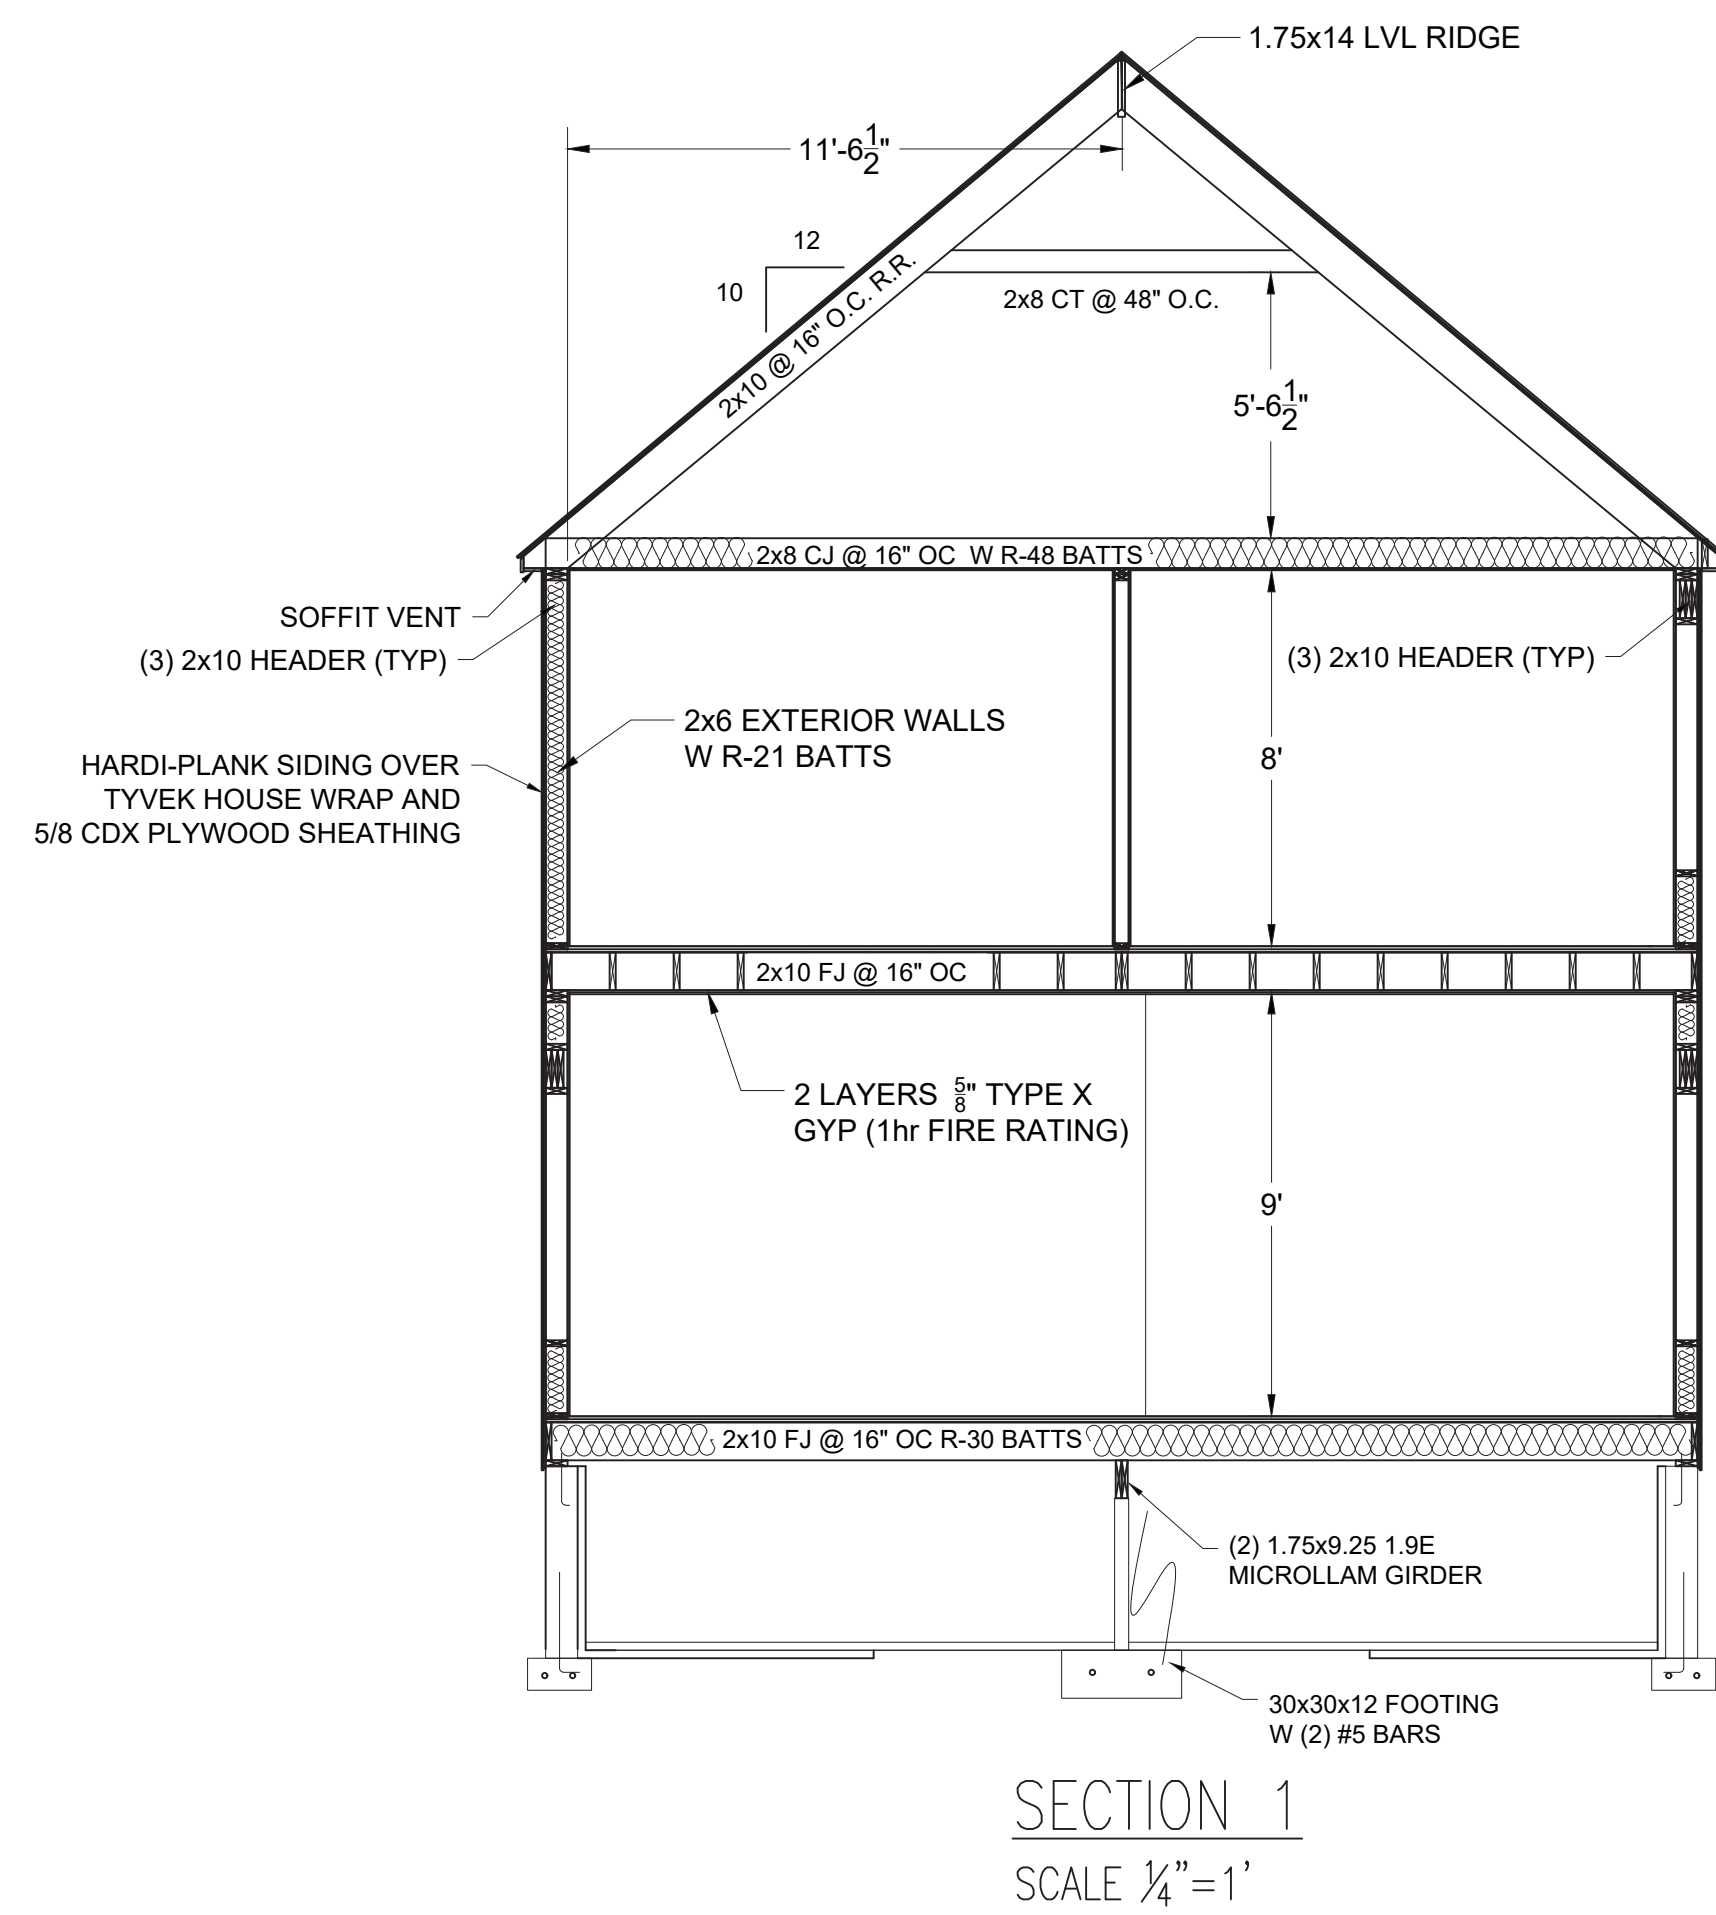 1.75x14 LVL RIDGE
11'-6 1/2"
12
10
2x10 @ 16" O.C. R.R.
2x8 CT @ 48" O.C.
5'-6 1/2"
2x8 CJ @ 16" OC W R-48 BATTS
SOFFIT VENT
(3) 2x10 HEADER (TYP)
(3) 2x10 HEADER (TYP)
2x6 EXTERIOR WALLS
W R-21 BATTS
8'
HARDI-PLANK SIDING OVER
TYVEK HOUSE WRAP AND
5/8 CDX PLYWOOD SHEATHING
2x10 FJ @ 16" OC
2 LAYERS 5/8" TYPE X
GYP (1hr FIRE RATING)
9'
2x10 FJ @ 16" OC R-30 BATTS
(2) 1.75x9.25 1.9E
MICROLLAM GIRDER
30x30x12 FOOTING
W (2) #5 BARS
SECTION 1
SCALE 1/4"=1'